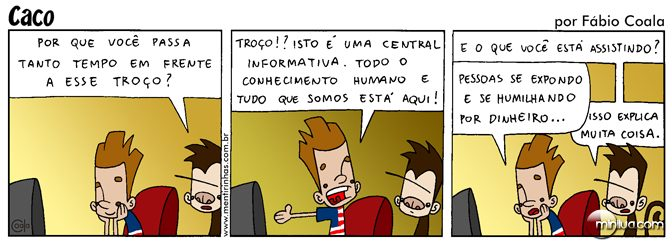 Caco
por Fábio Coala
POR QUE VOCÊ PASSA
TANTO TEMPO EM FRENTE
A ESSE TROÇO?
Coala
TROÇO!? ISTO É UMA CENTRAL
INFORMATIVA. TODO O
CONHECIMENTO HUMANO E
TUDO QUE SOMOS ESTÁ AQUI!
www.mentirinhas.com.br
E O QUE VOCÊ ESTÁ ASSISTINDO?
PESSOAS SE EXPONDO
E SE HUMILHANDO
POR DINHEIRO...
ISSO EXPLICA
MUITA COISA.
minilua.com